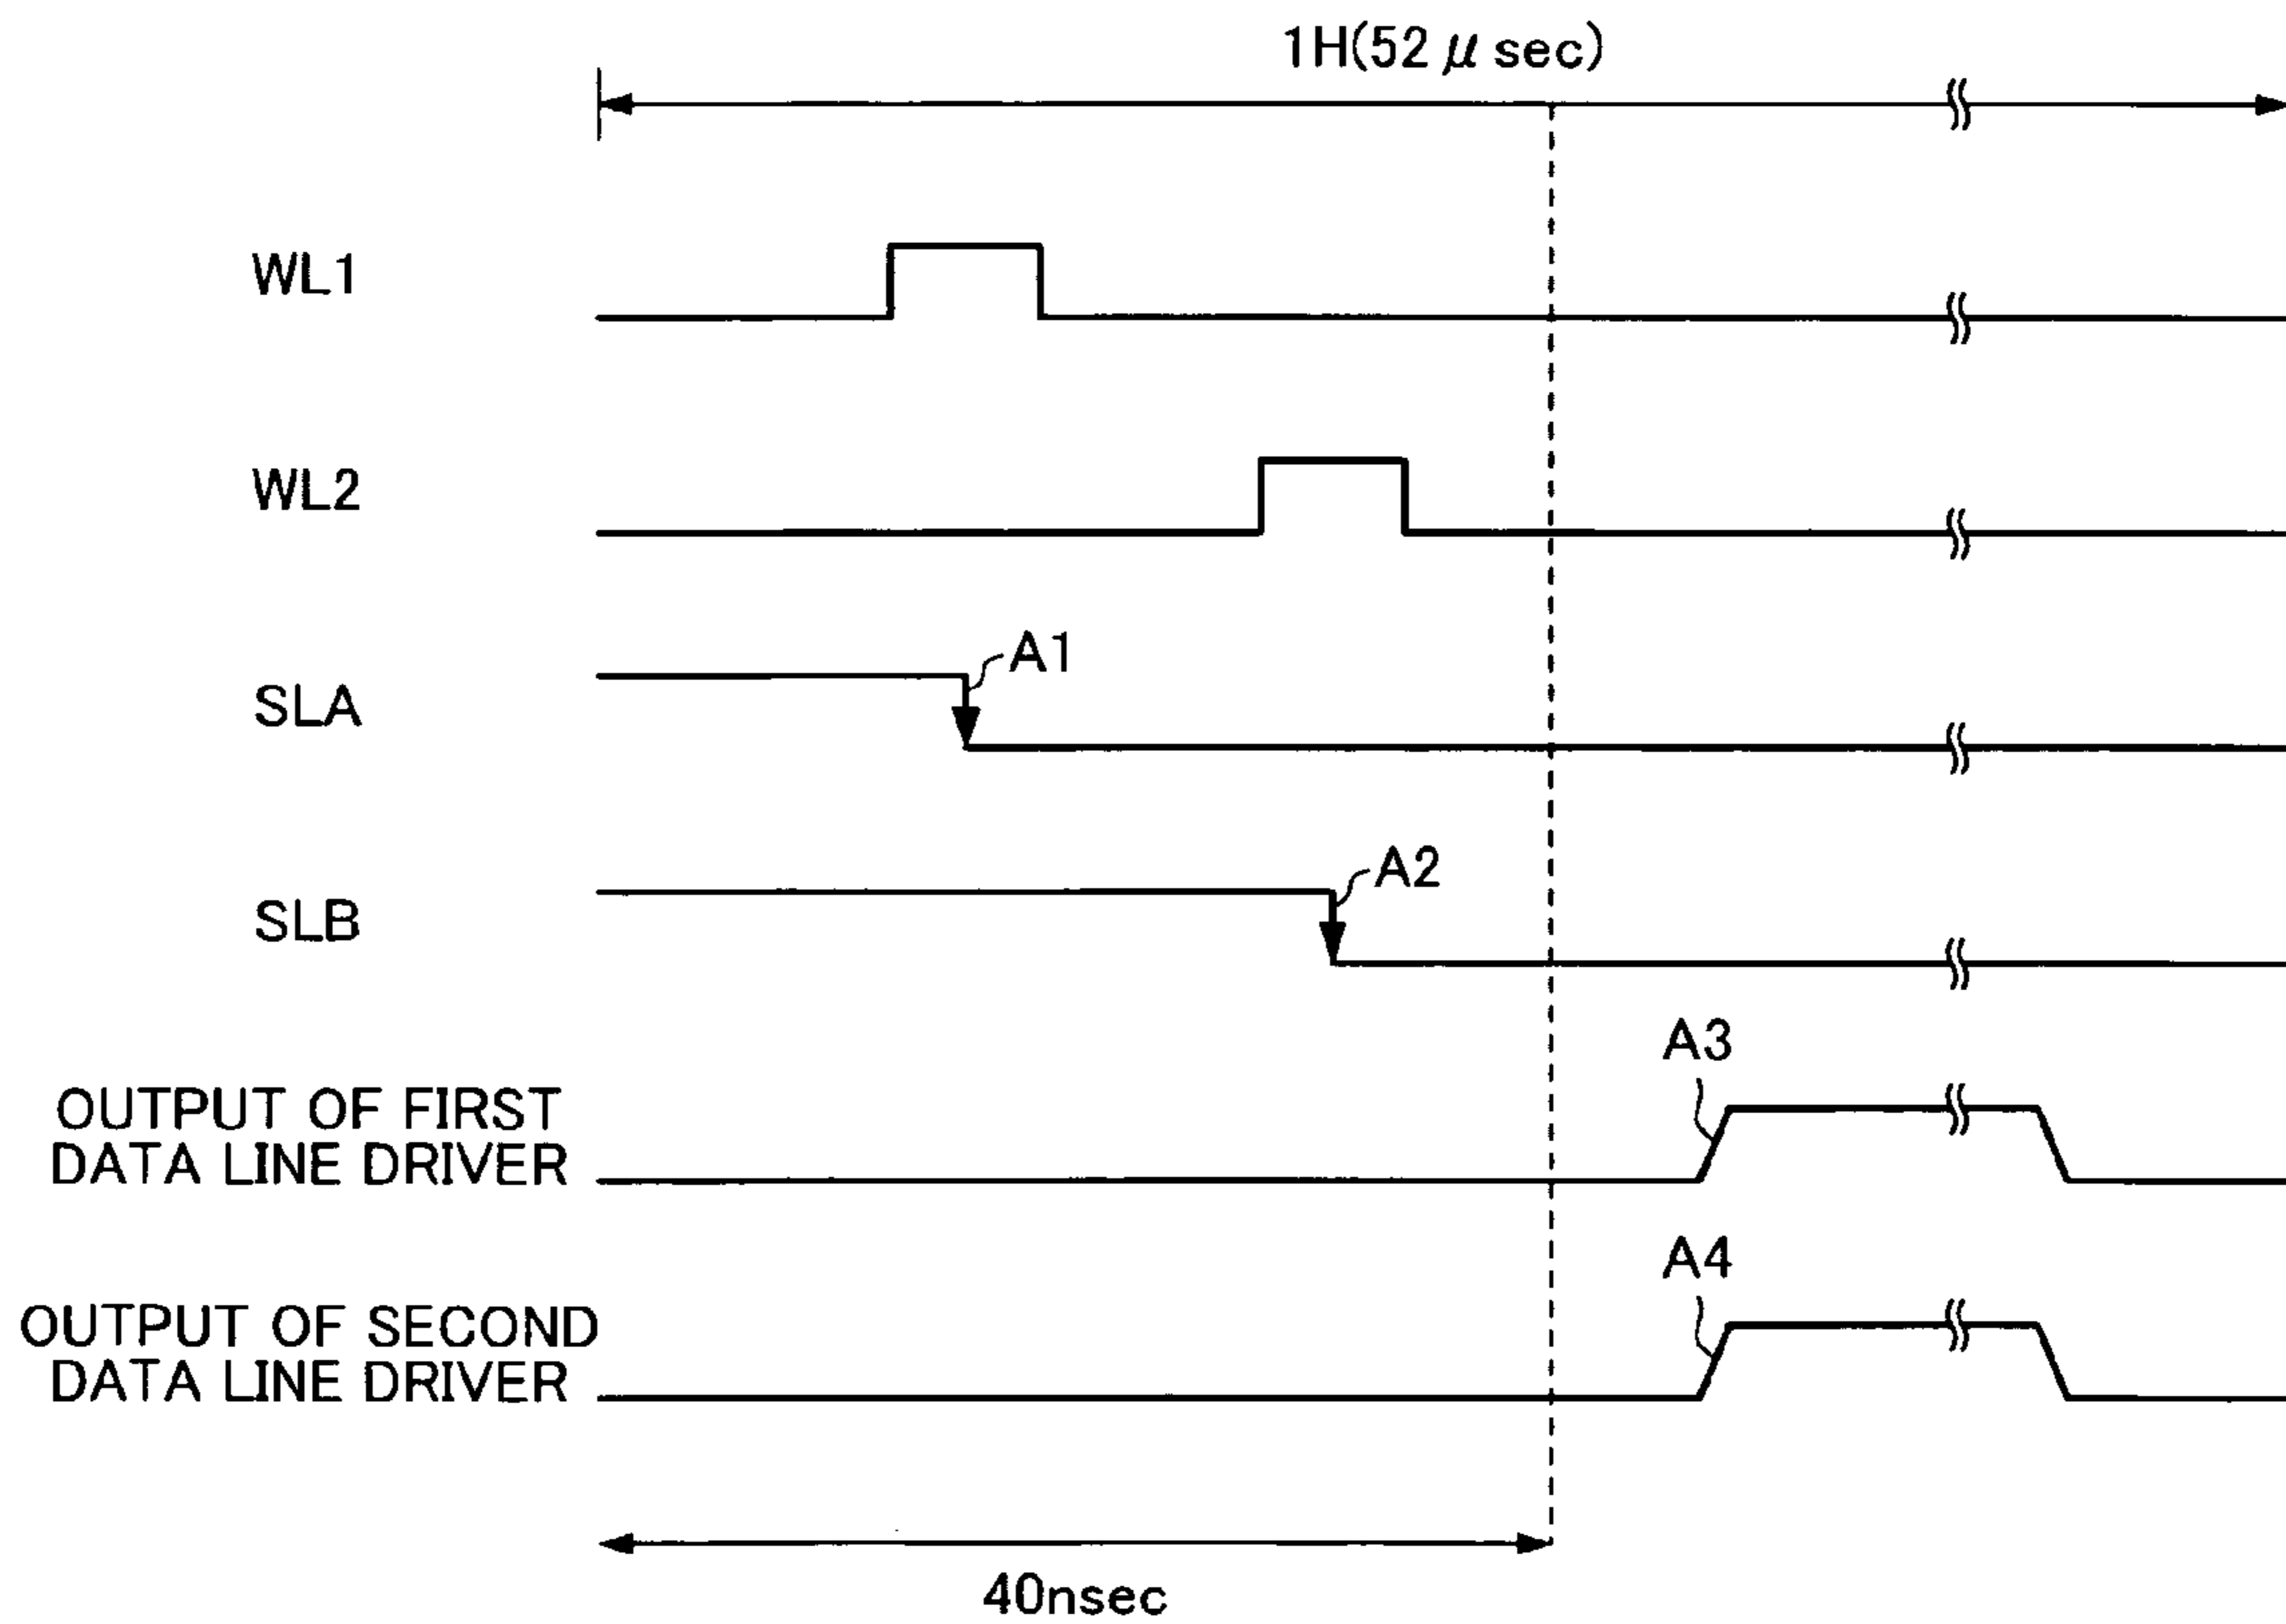 1H(52 μ sec)
WL1
WL2
A1
SLA
A2
SLB
A3
OUTPUT OF FIRST
DATA LINE DRIVER
A4
OUTPUT OF SECOND
DATA LINE DRIVER
40nsec